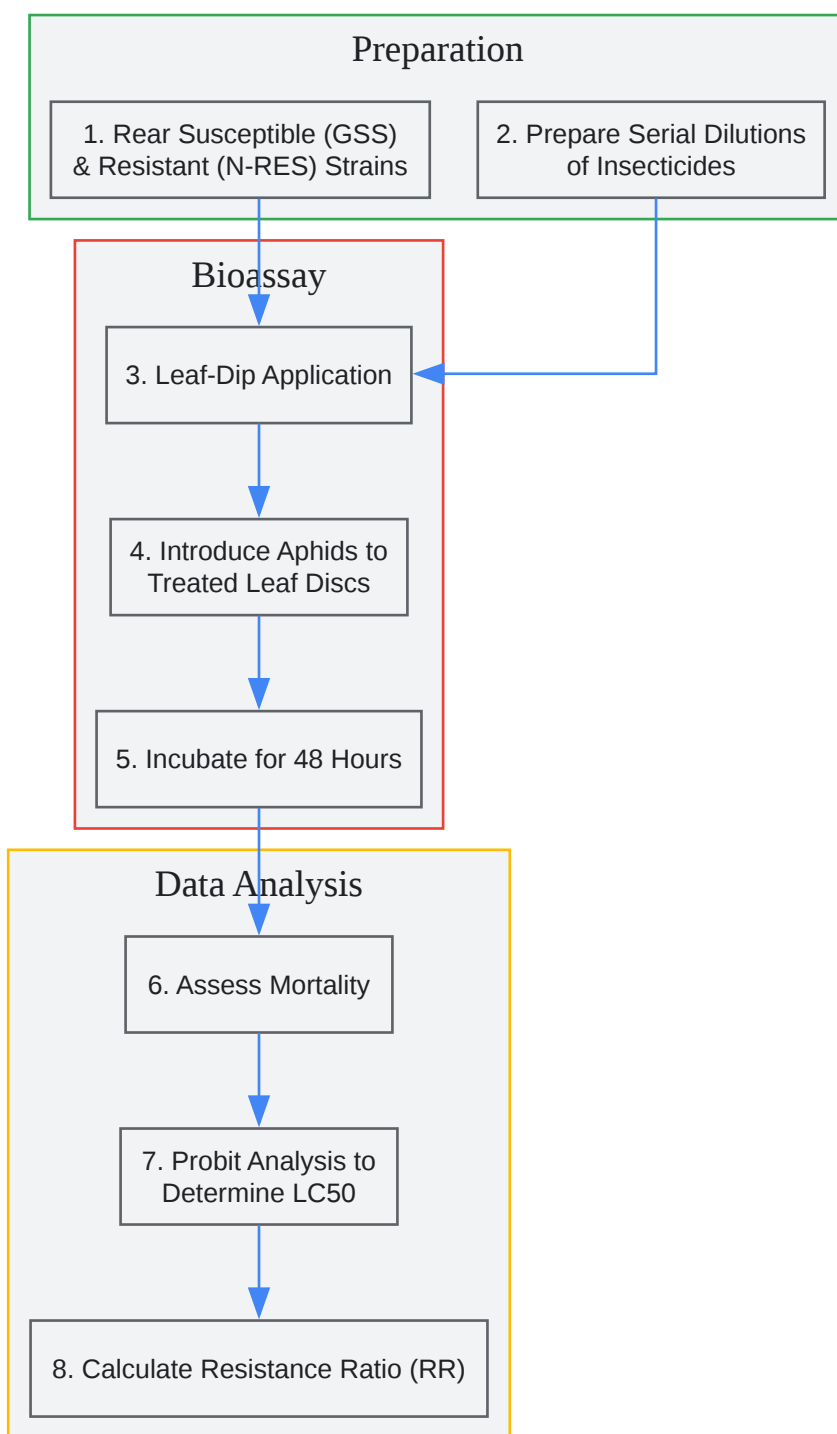 Preparation
1. Rear Susceptible (GSS)
& Resistant (N-RES) Strains
2. Prepare Serial Dilutions
of Insecticides
Bioassay
3. Leaf-Dip Application
4. Introduce Aphids to
Treated Leaf Discs
5. Incubate for 48 Hours
Data Analysis
6. Assess Mortality
7. Probit Analysis to
Determine LC50
8. Calculate Resistance Ratio (RR)